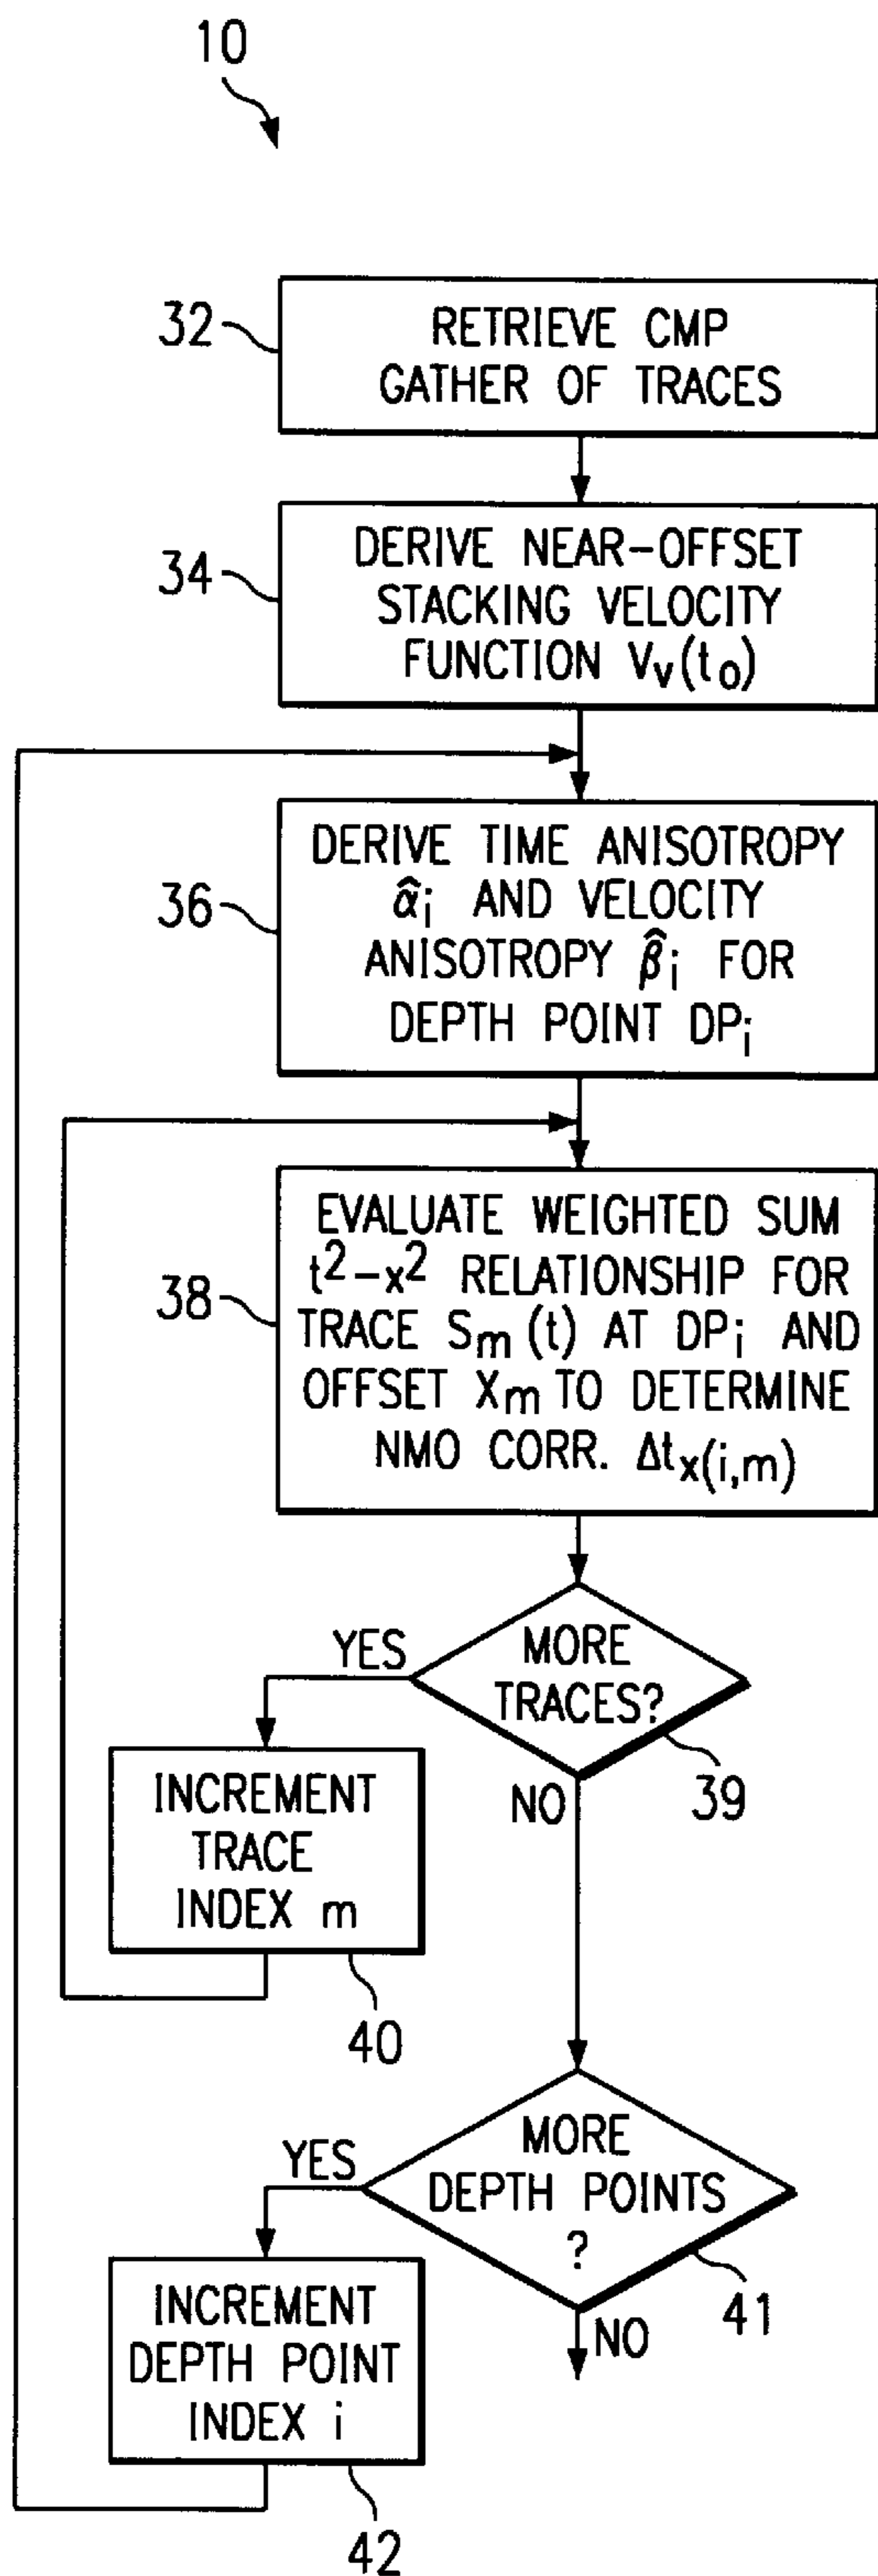 10
32
RETRIEVE CMP
GATHER OF TRACES
34
DERIVE NEAR-OFFSET
STACKING VELOCITY
FUNCTION Vv(to)
36
DERIVE TIME ANISOTROPY
α̂i AND VELOCITY
ANISOTROPY β̂i FOR
DEPTH POINT DPi
38
EVALUATE WEIGHTED SUM
t²-x² RELATIONSHIP FOR
TRACE Sm(t) AT DPi AND
OFFSET Xm TO DETERMINE
NMO CORR. Δtx(i,m)
YES
MORE
TRACES?
39
NO
INCREMENT
TRACE
INDEX m
40
YES
MORE
DEPTH POINTS
?
41
NO
INCREMENT
DEPTH POINT
INDEX i
42